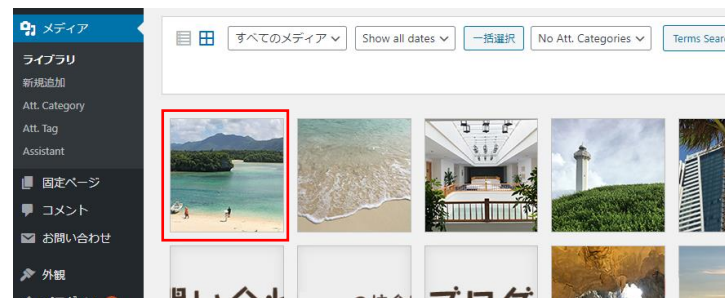 メディア
ライブラリ
新規追加
Att. Category
Att. Tag
Assistant
固定ページ
コメント
お問い合わせ
外観
すべてのメディア
Show all dates
一括選択
No Att. Categories
Terms Sear